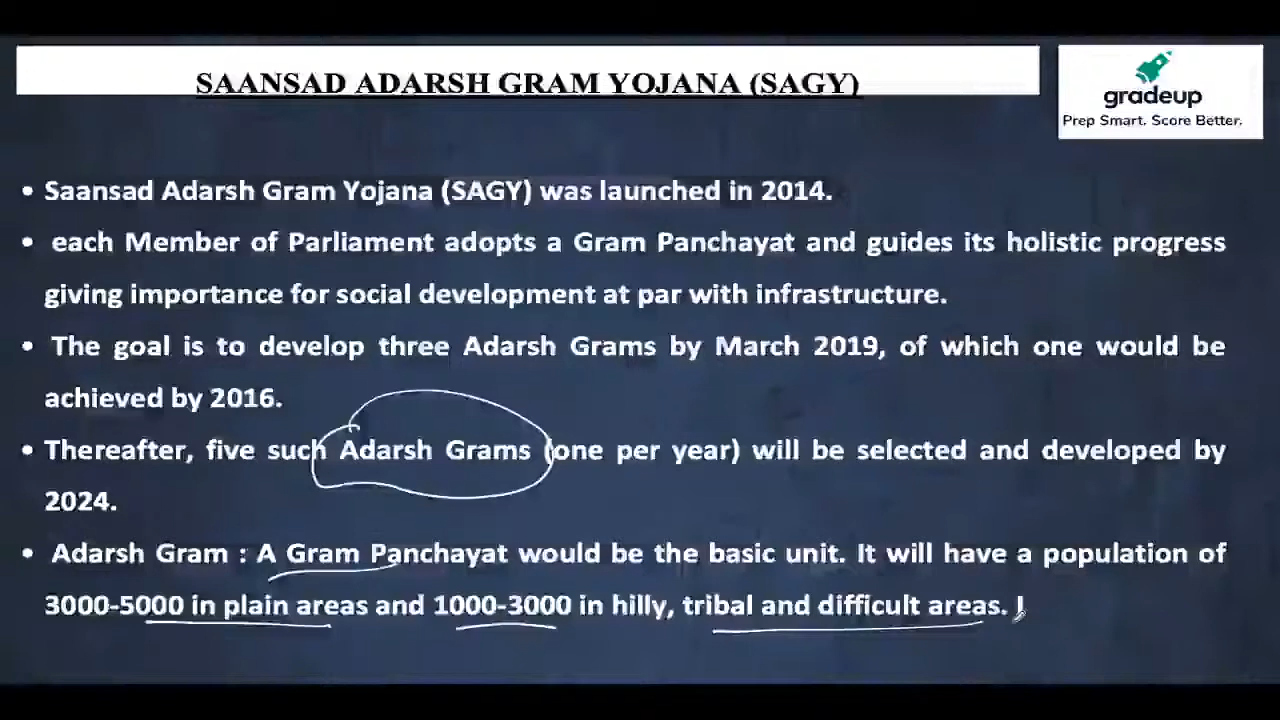 SAANSAD ADARSH GRAM YOJANA (SAGY)
gradeup
Prep Smart. Score Better.
• Saansad Adarsh Gram Yojana (SAGY) was launched in 2014.
• each Member of Parliament adopts a Gram Panchayat and guides its holistic progress
giving importance for social development at par with infrastructure.
• The goal is to develop three Adarsh Grams by March 2019, of which one would be
achieved by 2016.
• Thereafter, five such Adarsh Grams (one per year) will be selected and developed by
2024.
• Adarsh Gram : A Gram Panchayat would be the basic unit. It will have a population of
3000-5000 in plain areas and 1000-3000 in hilly, tribal and difficult areas.